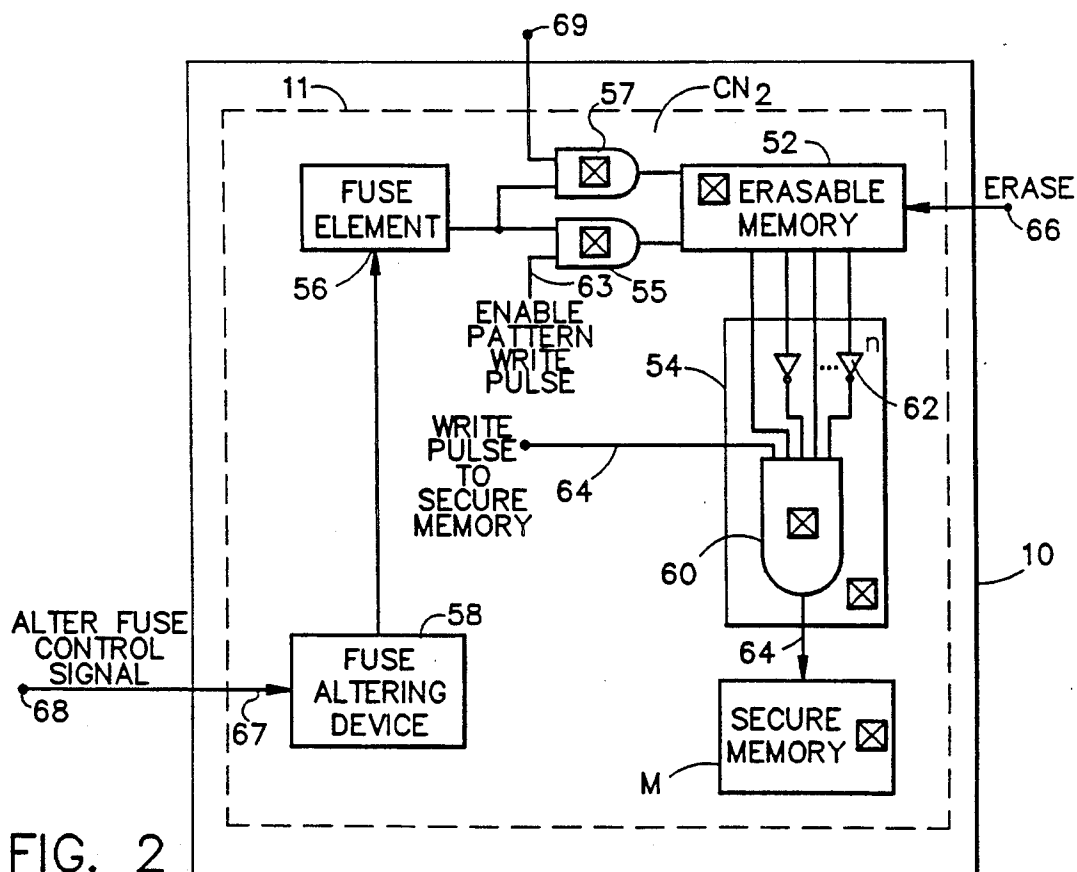 69
11
57
CN2
52
FUSE
ELEMENT
ERASABLE
MEMORY
ERASE
66
56
63
55
ENABLE
PATTERN
WRITE
PULSE
54
n
...
62
WRITE
PULSE
TO
SECURE
MEMORY
64
60
10
ALTER FUSE
CONTROL
SIGNAL
58
64
FUSE
ALTERING
DEVICE
68
67
SECURE
MEMORY
M
FIG. 2